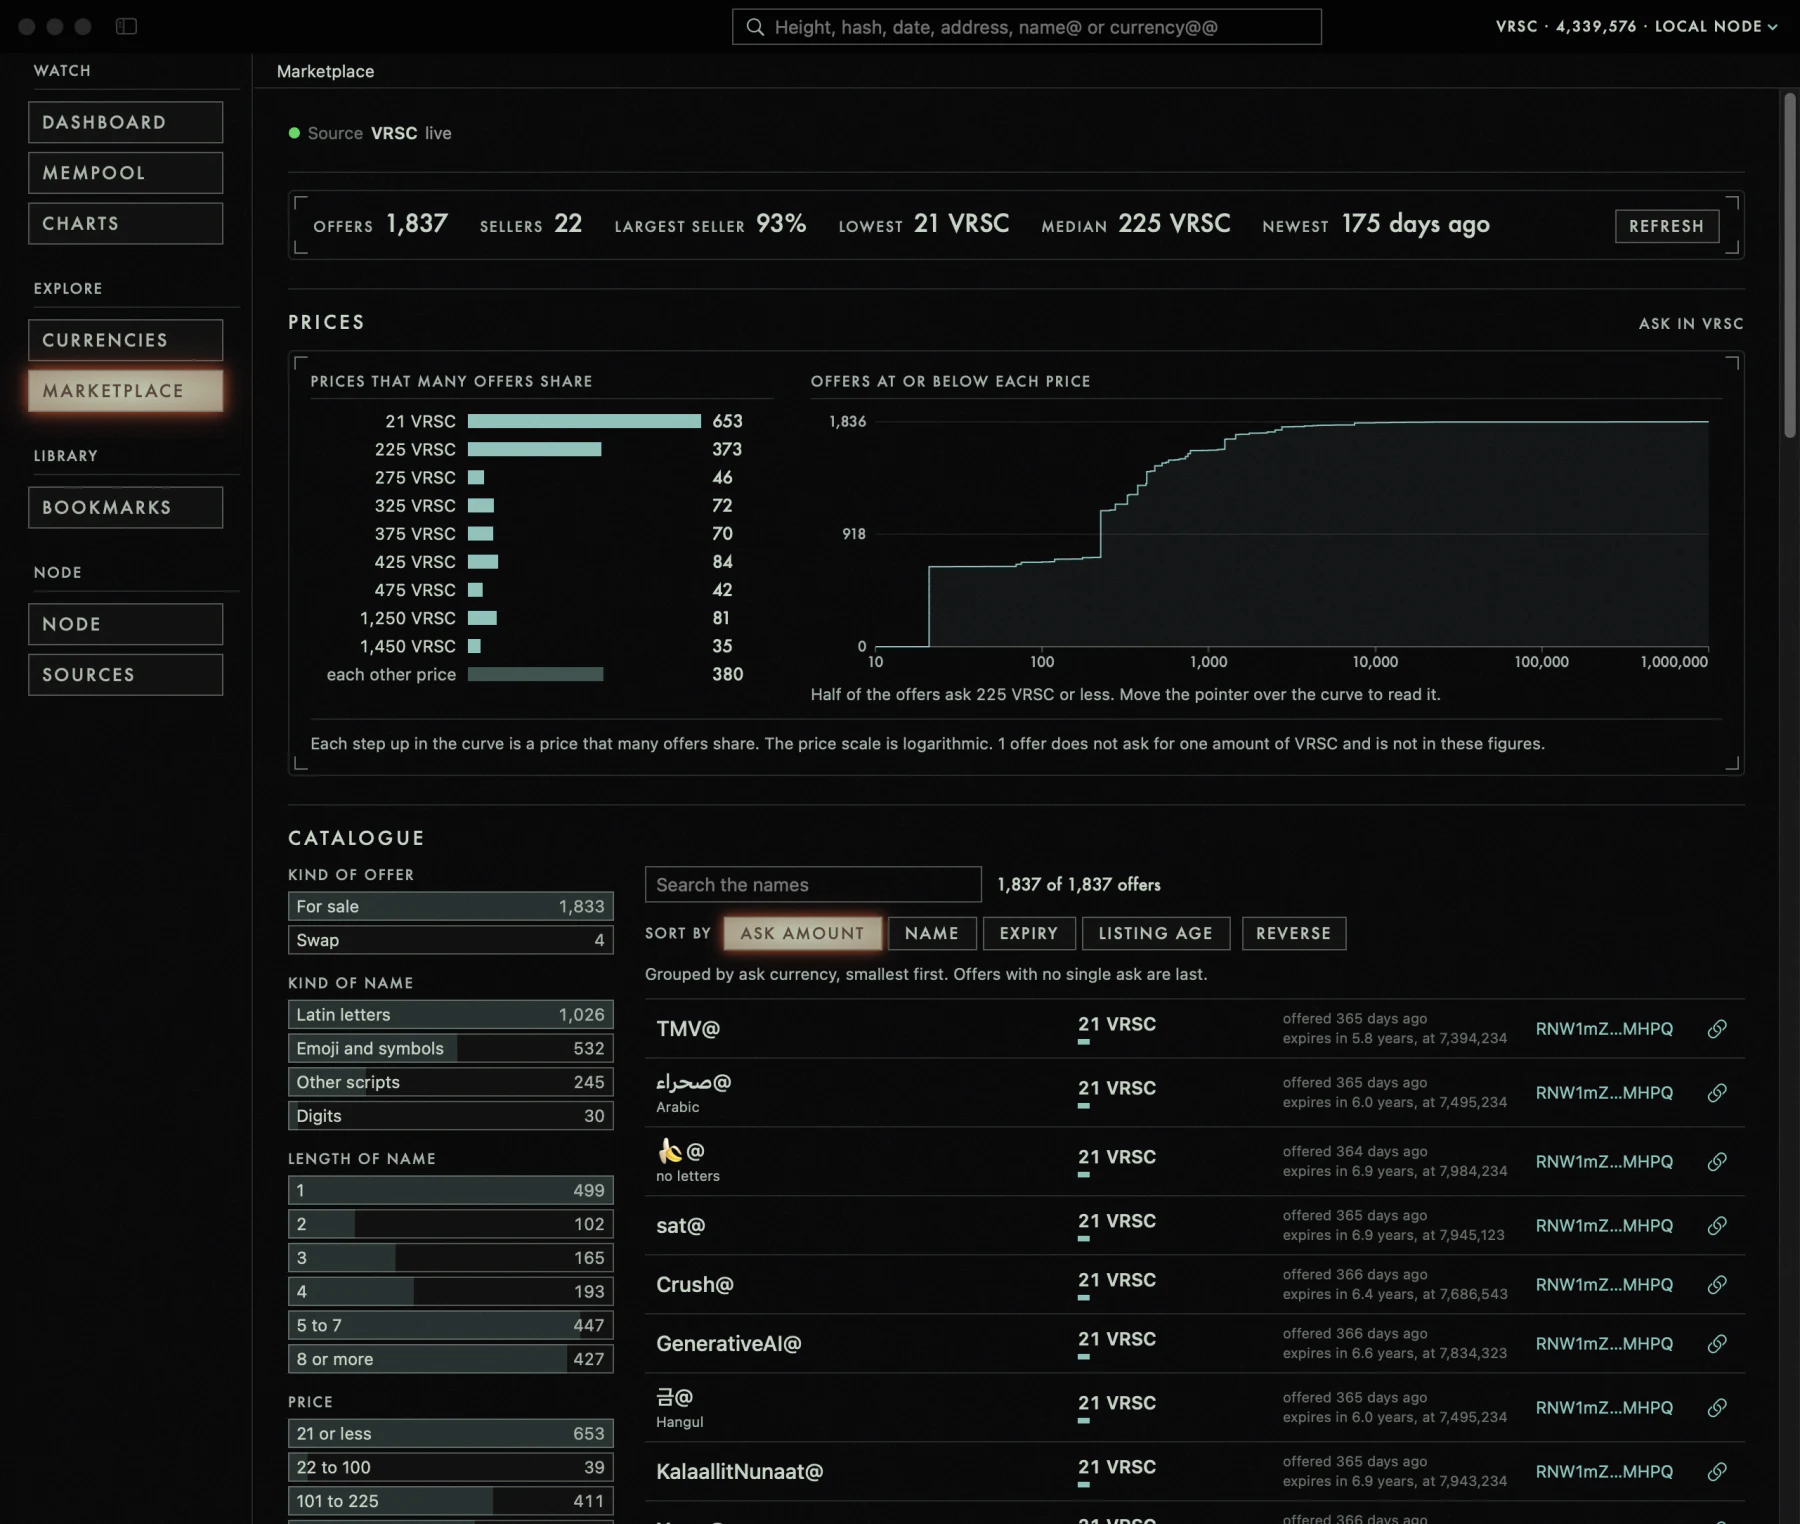 Height, hash, date, address, name@ or currency@@
VRSC · 4,339,576 · LOCAL NODE
WATCH
DASHBOARD
MEMPOOL
CHARTS
EXPLORE
CURRENCIES
MARKETPLACE
LIBRARY
BOOKMARKS
NODE
NODE
SOURCES
Marketplace
Source VRSC live
OFFERS 1,837 SELLERS 22 LARGEST SELLER 93% LOWEST 21 VRSC MEDIAN 225 VRSC NEWEST 175 days ago REFRESH
PRICES
ASK IN VRSC
PRICES THAT MANY OFFERS SHARE
21 VRSC 653
225 VRSC 373
275 VRSC 46
325 VRSC 72
375 VRSC 70
425 VRSC 84
475 VRSC 42
1,250 VRSC 81
1,450 VRSC 35
each other price 380
OFFERS AT OR BELOW EACH PRICE
1,836
918
0
10 100 1,000 10,000 100,000 1,000,000
Half of the offers ask 225 VRSC or less. Move the pointer over the curve to read it.
Each step up in the curve is a price that many offers share. The price scale is logarithmic. 1 offer does not ask for one amount of VRSC and is not in these figures.
CATALOGUE
KIND OF OFFER
For sale 1,833
Swap 4
KIND OF NAME
Latin letters 1,026
Emoji and symbols 532
Other scripts 245
Digits 30
LENGTH OF NAME
1 499
2 102
3 165
4 193
5 to 7 447
8 or more 427
PRICE
21 or less 653
22 to 100 39
101 to 225 411
Search the names
1,837 of 1,837 offers
SORT BY ASK AMOUNT NAME EXPIRY LISTING AGE REVERSE
Grouped by ask currency, smallest first. Offers with no single ask are last.
TMV@ 21 VRSC
offered 365 days ago
expires in 5.8 years, at 7,394,234
RNW1mZ...MHPQ
صحراء@ 21 VRSC
Arabic
offered 365 days ago
expires in 6.0 years, at 7,495,234
RNW1mZ...MHPQ
🍌@ 21 VRSC
no letters
offered 364 days ago
expires in 6.9 years, at 7,984,234
RNW1mZ...MHPQ
sat@ 21 VRSC
offered 365 days ago
expires in 6.9 years, at 7,945,123
RNW1mZ...MHPQ
Crush@ 21 VRSC
offered 366 days ago
expires in 6.4 years, at 7,686,543
RNW1mZ...MHPQ
GenerativeAI@ 21 VRSC
offered 366 days ago
expires in 6.6 years, at 7,834,323
RNW1mZ...MHPQ
금@ 21 VRSC
Hangul
offered 365 days ago
expires in 6.0 years, at 7,495,234
RNW1mZ...MHPQ
KalaallitNunaat@ 21 VRSC
offered 365 days ago
expires in 6.9 years, at 7,943,234
RNW1mZ...MHPQ
21 VRSC
offered 366 days ago